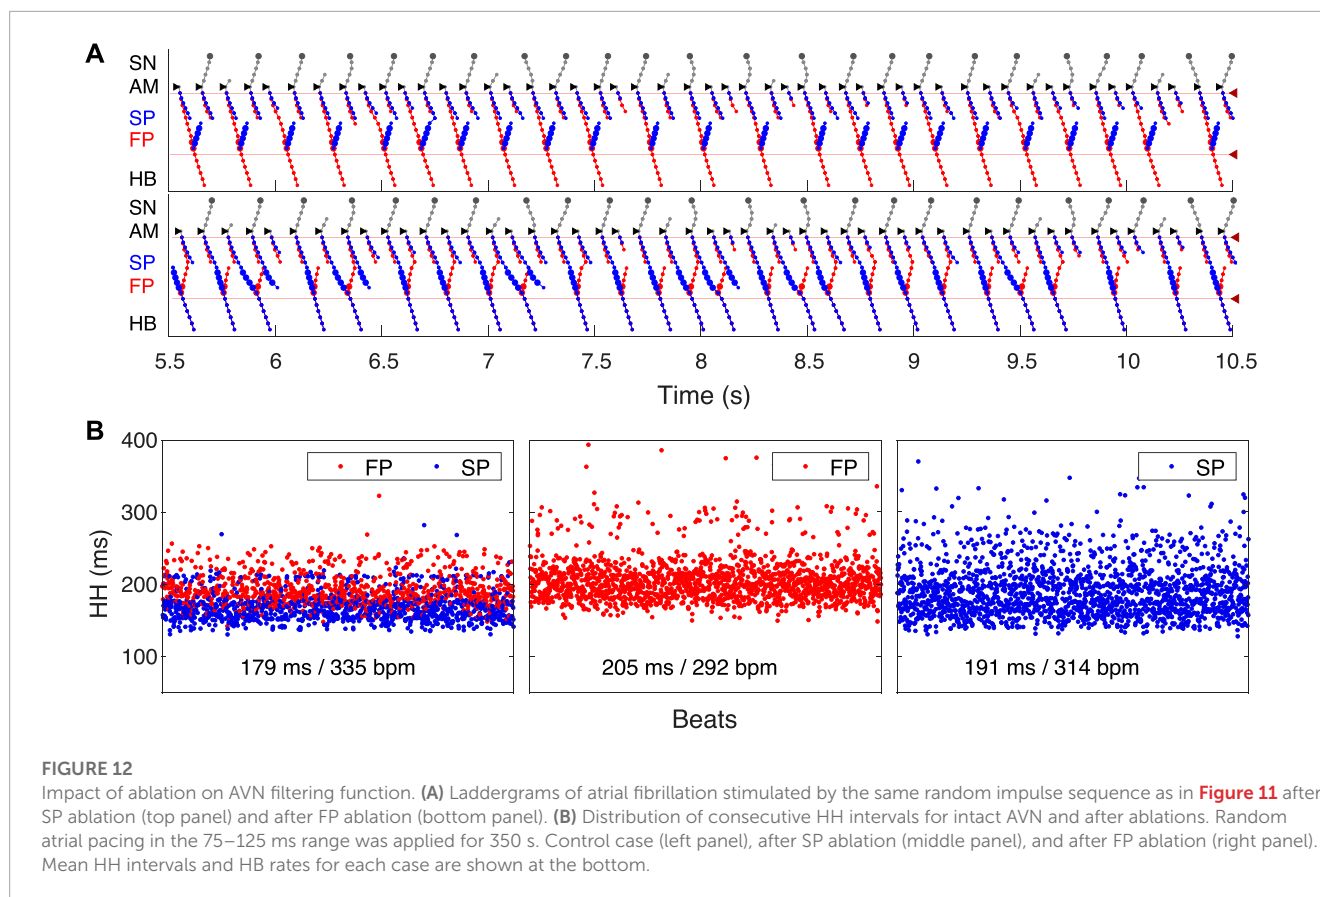 A
SN
AM
SP
FP
HB
SN
AM
SP
FP
HB
5.5 6 6.5 7 7.5 8 8.5 9 9.5 10 10.5
Time (s)
B
400
300
200
100
HH (ms)
FP SP
FP
SP
179 ms / 335 bpm
205 ms / 292 bpm
191 ms / 314 bpm
Beats
FIGURE 12
Impact of ablation on AVN filtering function. (A) Laddergrams of atrial fibrillation stimulated by the same random impulse sequence as in Figure 11 after
SP ablation (top panel) and after FP ablation (bottom panel). (B) Distribution of consecutive HH intervals for intact AVN and after ablations. Random
atrial pacing in the 75–125 ms range was applied for 350 s. Control case (left panel), after SP ablation (middle panel), and after FP ablation (right panel).
Mean HH intervals and HB rates for each case are shown at the bottom.